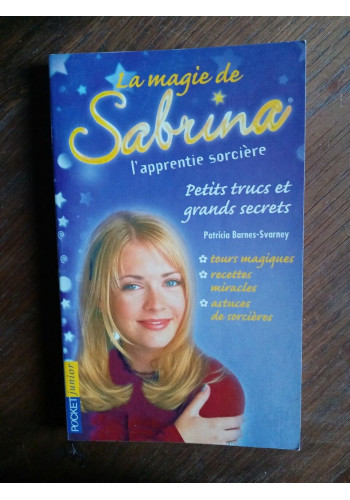 La magie de
Sabrina
l'apprentie sorcière
Petits trucs et
grands secrets
Patricia Barnes-Svarney
tours magiques
recettes
miracles
astuces
de sorcières
POCKET junior